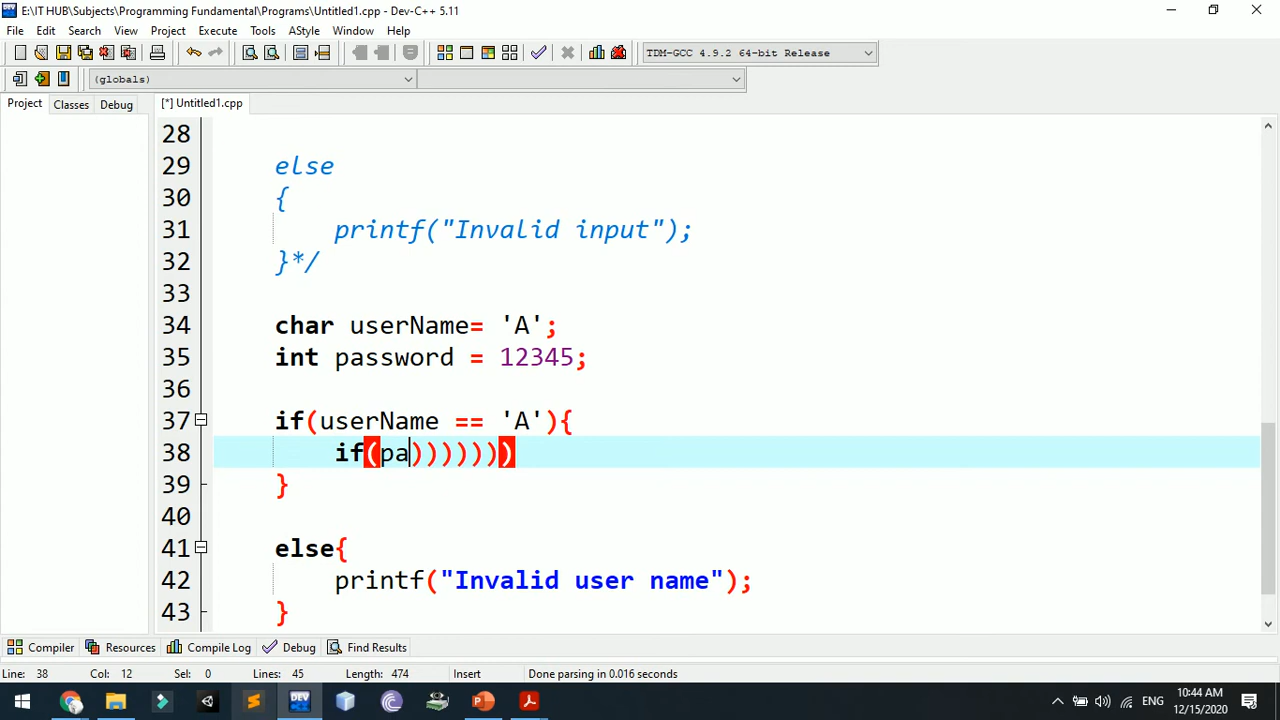 E:\IT HUB\Subjects\Programming Fundamental\Programs\Untitled1.cpp - Dev-C++ 5.11
File Edit Search View Project Execute Tools AStyle Window Help
TDM-GCC 4.9.2 64-bit Release
(globals)
Project Classes Debug [*] Untitled1.cpp
28
29 else
30 {
31 printf("Invalid input");
32 }*/
33
34 char userName= 'A';
35 int password = 12345;
36
37 if(userName == 'A'){
38 if(pa)))))))
39 }
40
41 else{
42 printf("Invalid user name");
43 }
Compiler Resources Compile Log Debug Find Results
Line: 38 Col: 12 Sel: 0 Lines: 45 Length: 474 Insert Done parsing in 0.016 seconds
DEV ENG 10:44 AM
12/15/2020